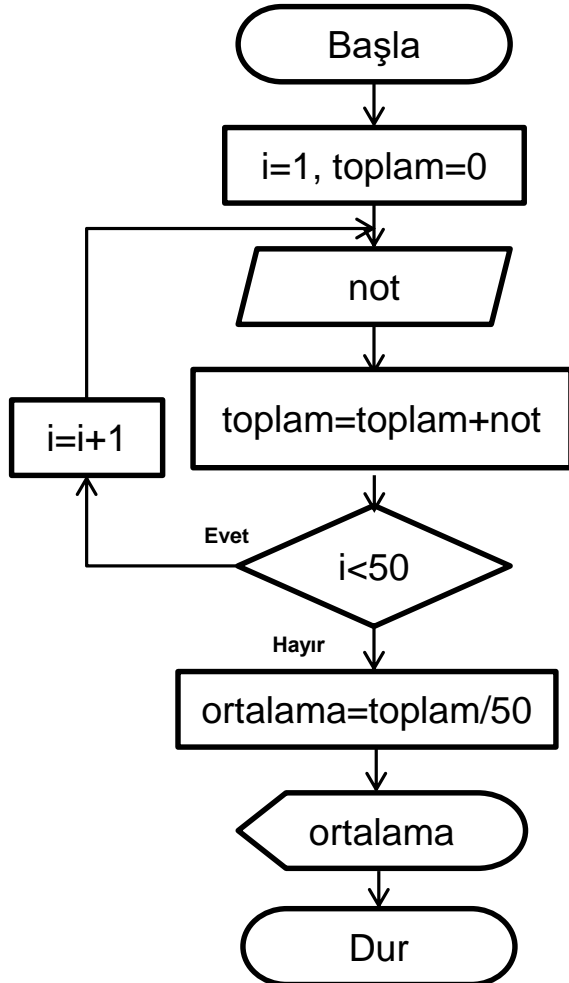 Başla
i=1, toplam=0
not
toplam=toplam+not
i=i+1
Evet
i<50
Hayır
ortalama=toplam/50
ortalama
Dur